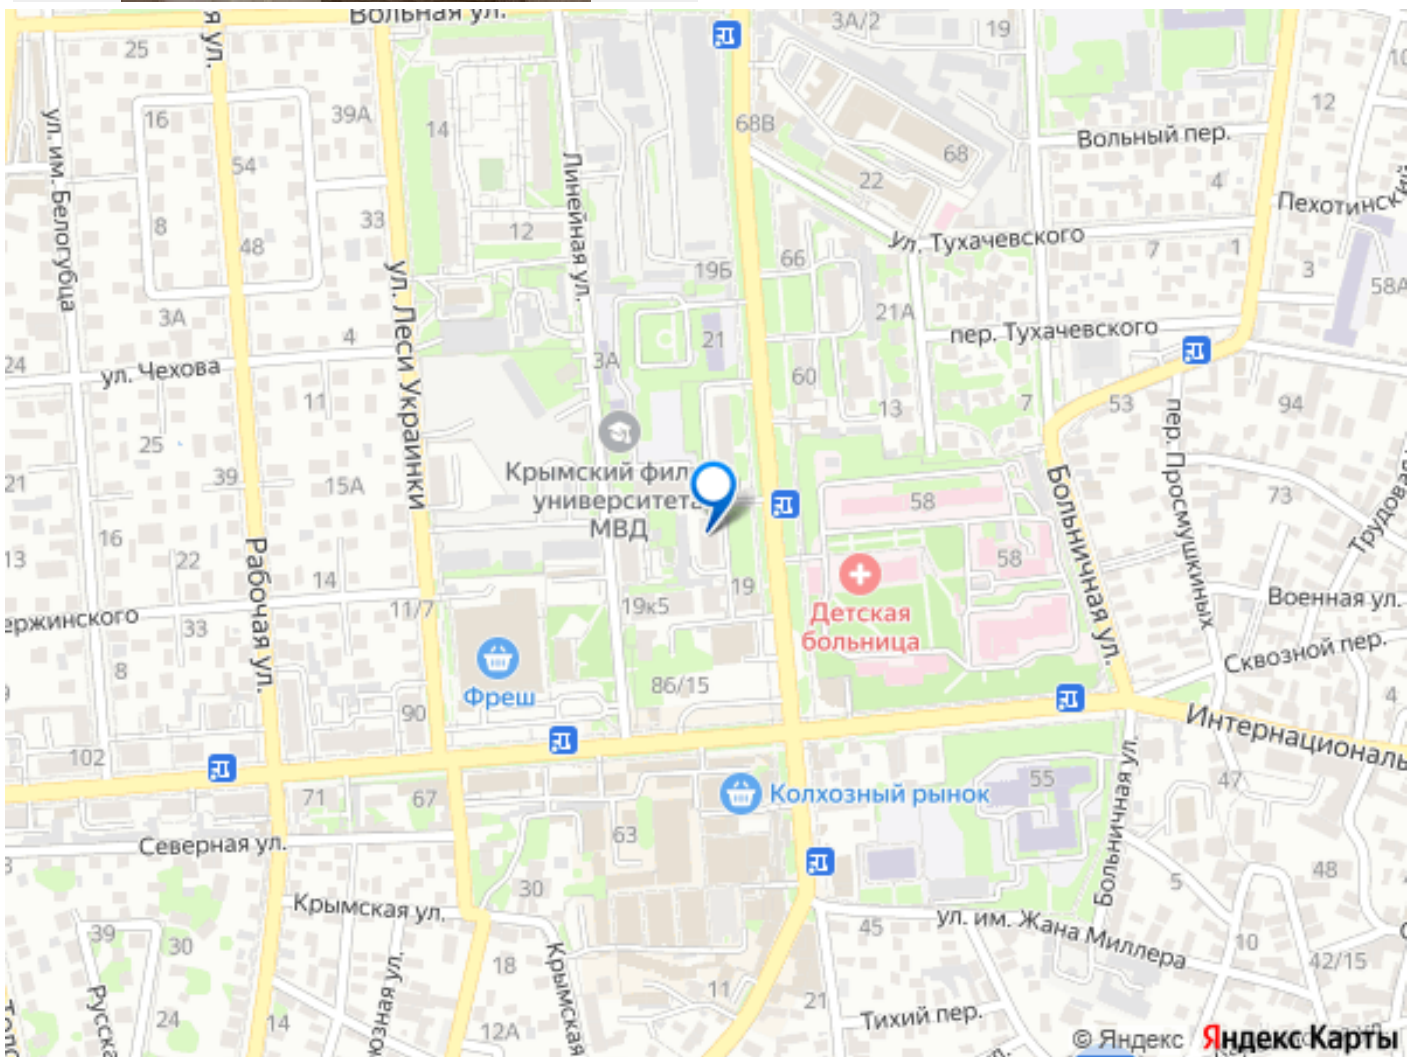 Вольная ул.
я ул.
25
3А/2
19
16
39А
14
68В
12
Вольный пер.
54
68
22
4
Пехотинский
ул. им. Белогубца
Линейная ул.
8
48
33
12
ул. Тухачевского
7
1
3
66
19Б
58А
3А
4
21А
пер. Тухачевского
24
ул. Чехова
ул. Леси Украинки
3А
21
60
11
13
7
53
94
25
Крымский фил
университета
МВД
пер. Просмушкиных
21
39
15А
58
73
Больничная ул.
Трудовая
16
13
22
14
58
Рабочая ул.
Детская
больница
ержинского
33
11/7
19к5
19
Военная ул.
8
Фреш
86/15
Сквозной пер.
90
4
102
Интернациональ
71
67
Колхозный рынок
55
47
Северная ул.
63
Больничная ул.
30
5
48
Крымская ул.
39
30
45
ул. им. Жана Миллера
10
18
Крымская
42/15
11
21
Русска
24
14
12А
Тихий пер.
© Яндекс
Яндекс Карты